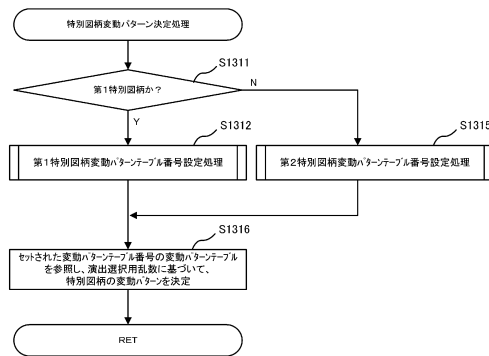 特別図柄変動パターン決定処理
S1311
第1特別図柄か？
N
Y
S1312
第1特別図柄変動ﾊﾟﾀｰﾝﾃｰﾌﾞﾙ番号設定処理
S1315
第2特別図柄変動ﾊﾟﾀｰﾝﾃｰﾌﾞﾙ番号設定処理
S1316
セットされた変動ﾊﾟﾀｰﾝﾃｰﾌﾞﾙ番号の変動ﾊﾟﾀｰﾝﾃｰﾌﾞﾙ
を参照し、演出選択用乱数に基づいて、
特別図柄の変動ﾊﾟﾀｰﾝを決定
RET